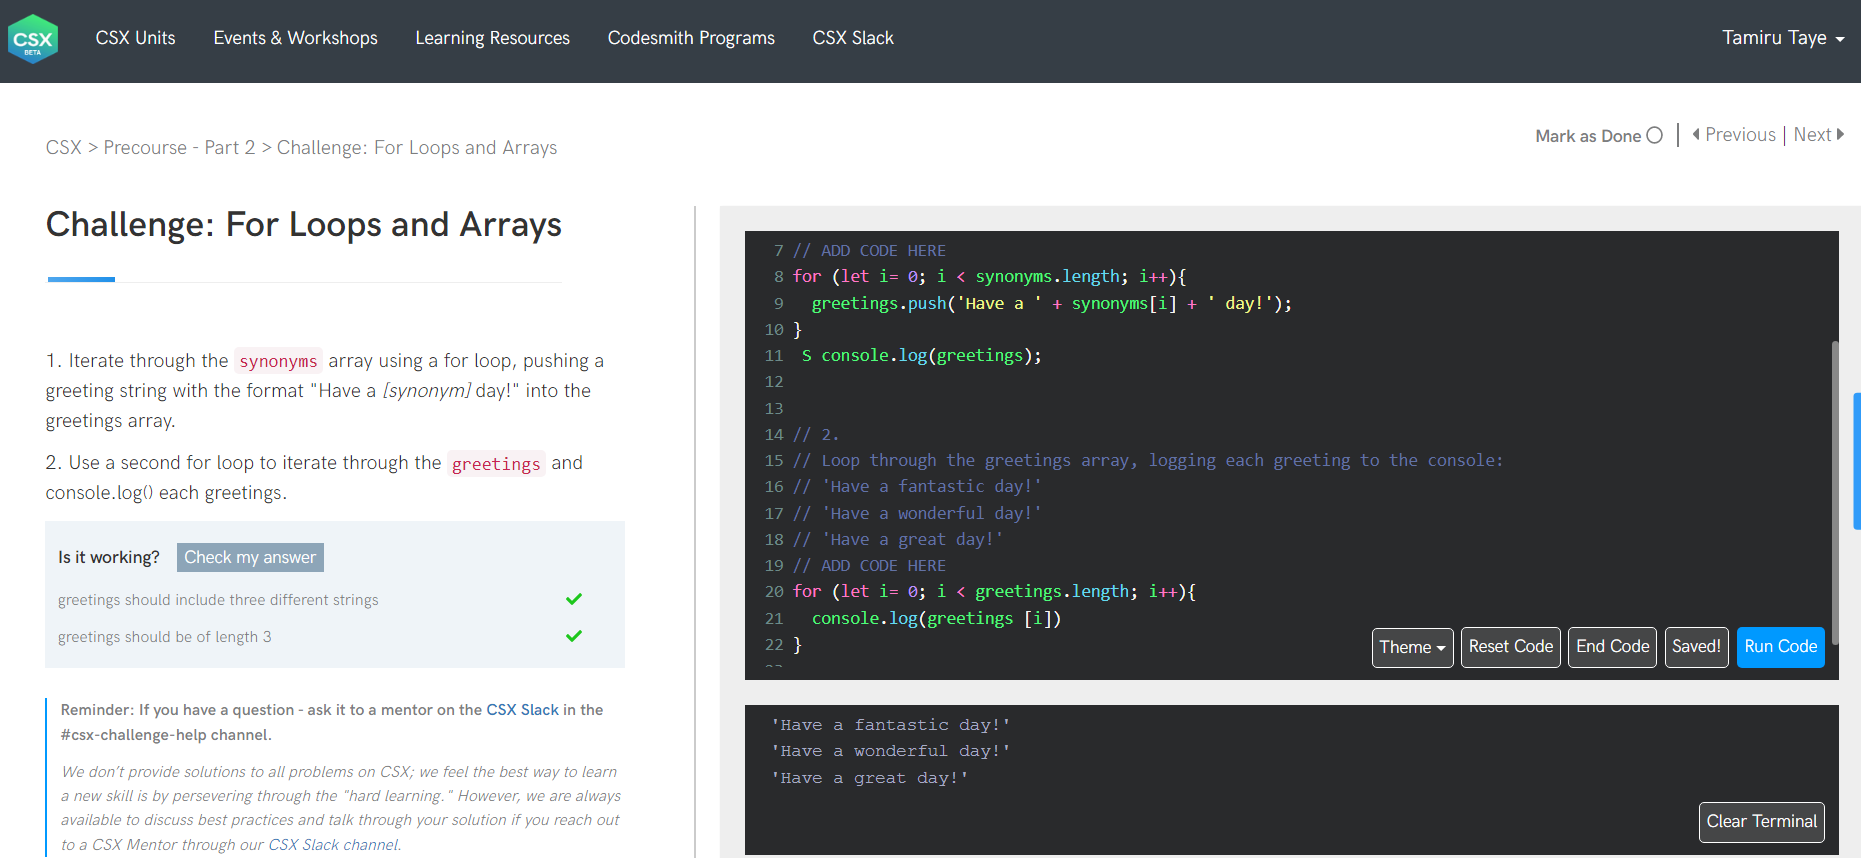 CSX
BETA
CSX Units
Events & Workshops
Learning Resources
Codesmith Programs
CSX Slack
Tamiru Taye
CSX > Precourse - Part 2 > Challenge: For Loops and Arrays
Mark as Done
Previous | Next
Challenge: For Loops and Arrays
1. Iterate through the synonyms array using a for loop, pushing a
greeting string with the format "Have a [synonym] day!" into the
greetings array.
2. Use a second for loop to iterate through the greetings and
console.log() each greetings.
Is it working? Check my answer
greetings should include three different strings
greetings should be of length 3
Reminder: If you have a question - ask it to a mentor on the CSX Slack in the
#csx-challenge-help channel.
We don't provide solutions to all problems on CSX; we feel the best way to learn
a new skill is by persevering through the "hard learning." However, we are always
available to discuss best practices and talk through your solution if you reach out
to a CSX Mentor through our CSX Slack channel.
7 // ADD CODE HERE
8 for (let i= 0; i < synonyms.length; i++){
9 greetings.push('Have a ' + synonyms[i] + ' day!');
10 }
11 S console.log(greetings);
12
13
14 // 2.
15 // Loop through the greetings array, logging each greeting to the console:
16 // 'Have a fantastic day!'
17 // 'Have a wonderful day!'
18 // 'Have a great day!'
19 // ADD CODE HERE
20 for (let i= 0; i < greetings.length; i++){
21 console.log(greetings [i])
22 }
Theme
Reset Code
End Code
Saved!
Run Code
'Have a fantastic day!'
'Have a wonderful day!'
'Have a great day!'
Clear Terminal